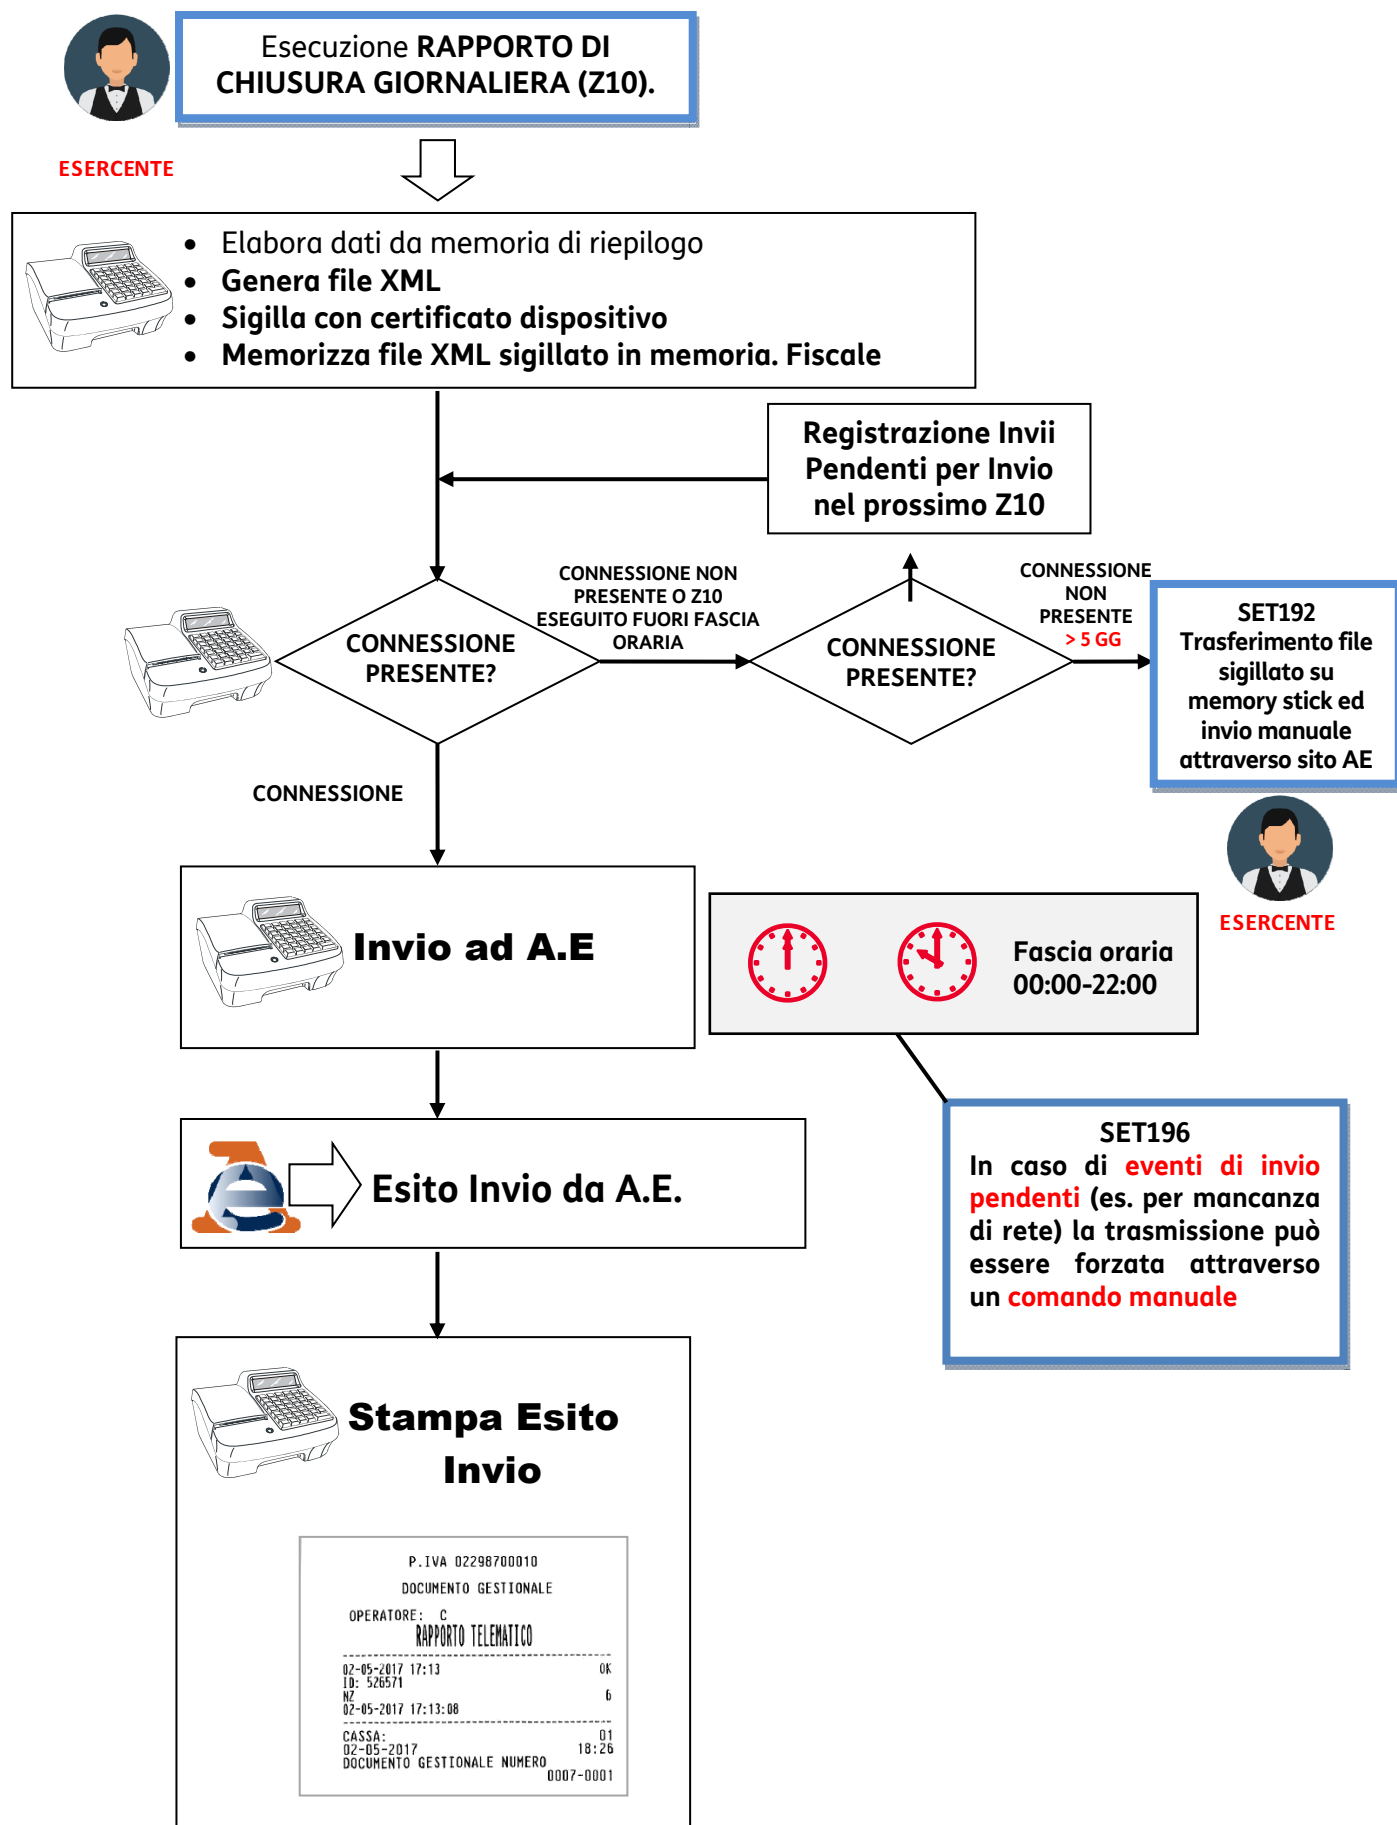 Esecuzione RAPPORTO DI
CHIUSURA GIORNALIERA (Z10).
ESERCENTE
• Elabora dati da memoria di riepilogo
• Genera file XML
• Sigilla con certificato dispositivo
• Memorizza file XML sigillato in memoria. Fiscale
Registrazione Invii
Pendenti per Invio
nel prossimo Z10
CONNESSIONE NON
PRESENTE O Z10
ESEGUITO FUORI FASCIA
ORARIA
CONNESSIONE
NON
PRESENTE
> 5 GG
CONNESSIONE
PRESENTE?
CONNESSIONE
PRESENTE?
SET192
Trasferimento file
sigillato su
memory stick ed
invio manuale
attraverso sito AE
CONNESSIONE
ESERCENTE
Invio ad A.E
Fascia oraria
00:00-22:00
Esito Invio da A.E.
SET196
In caso di eventi di invio
pendenti (es. per mancanza
di rete) la trasmissione può
essere forzata attraverso
un comando manuale
Stampa Esito
Invio
P.IVA 02298700010
DOCUMENTO GESTIONALE
OPERATORE: C
RAPPORTO TELEMATICO
02-05-2017 17:13 OK
ID: 526571
NZ 6
02-05-2017 17:13:08
CASSA: 01
02-05-2017 18:26
DOCUMENTO GESTIONALE NUMERO
0007-0001